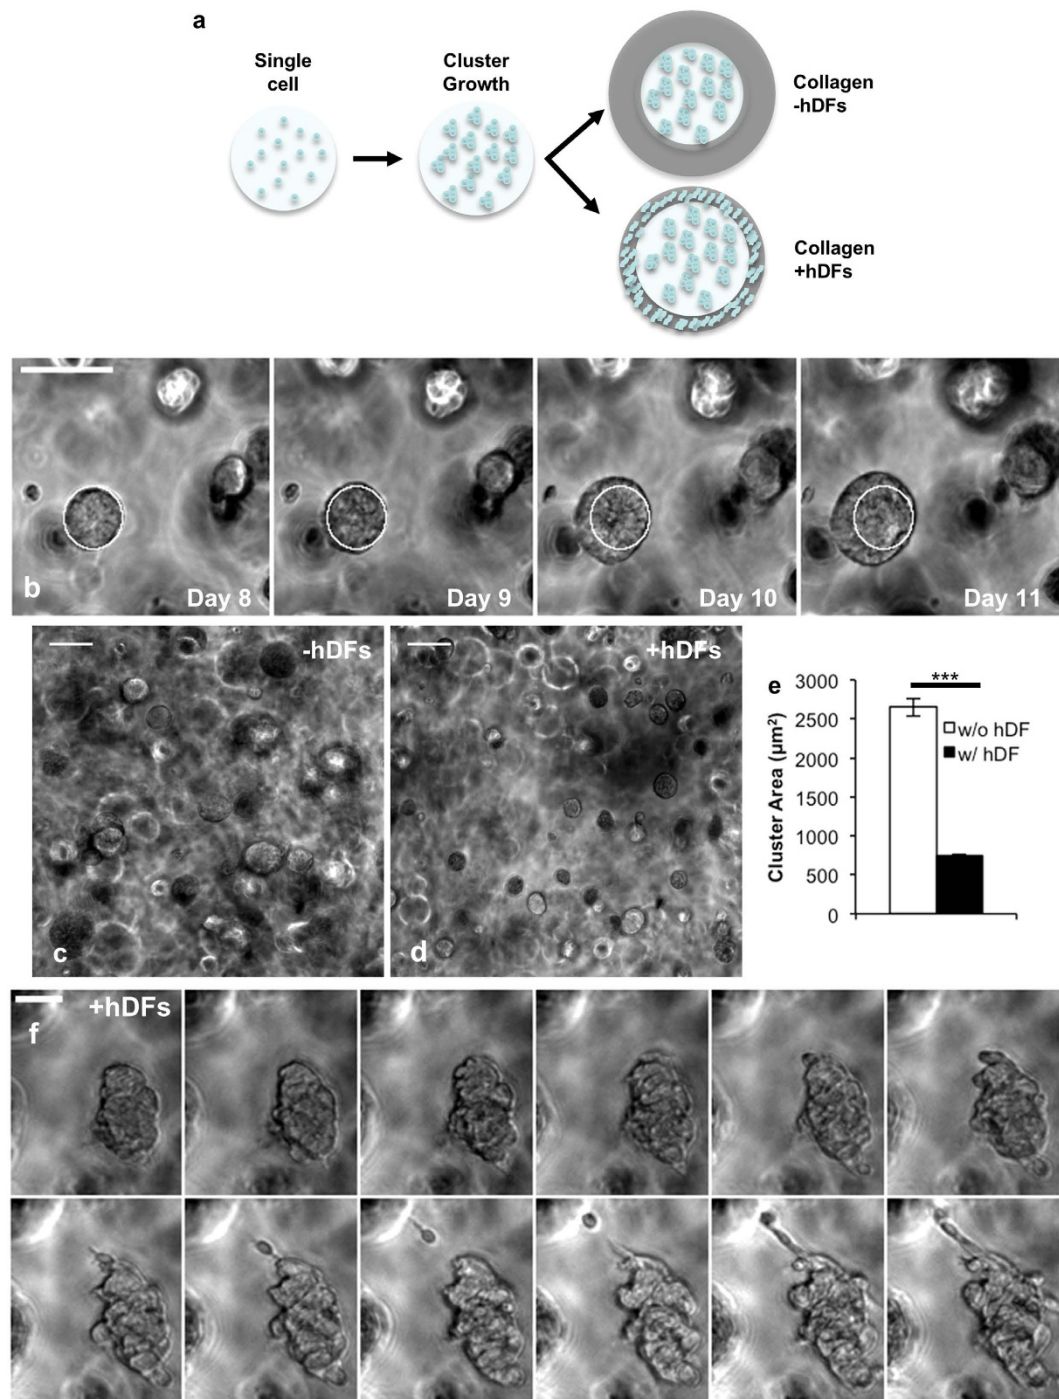 a
Single
cell
Cluster
Growth
Collagen
-hDFs
Collagen
+hDFs
b
Day 8
Day 9
Day 10
Day 11
-hDFs
c
+hDFs
d
e
***
3000
2500
2000
1500
1000
500
0
Cluster Area (µm²)
w/o hDF
w/ hDF
+hDFs
f